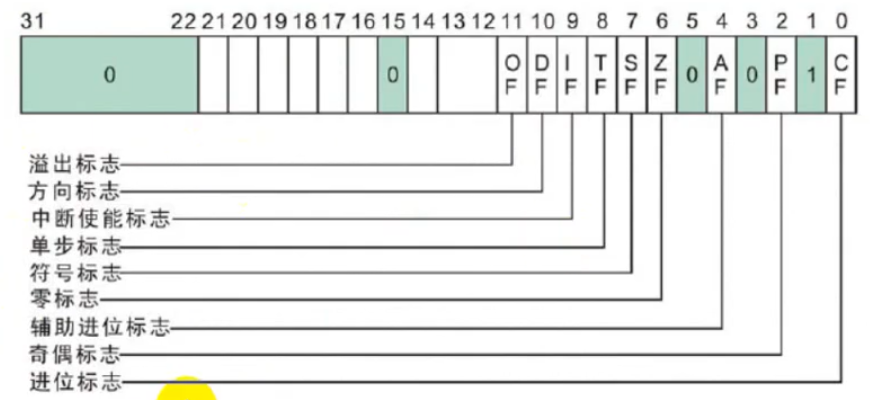 31 22 21 20 19 18 17 16 15 14 13 12 11 10 9 8 7 6 5 4 3 2 1 0
0 0 OF DF IF TF SF ZF 0 AF 0 PF 1 CF
溢出标志
方向标志
中断使能标志
单步标志
符号标志
零标志
辅助进位标志
奇偶标志
进位标志